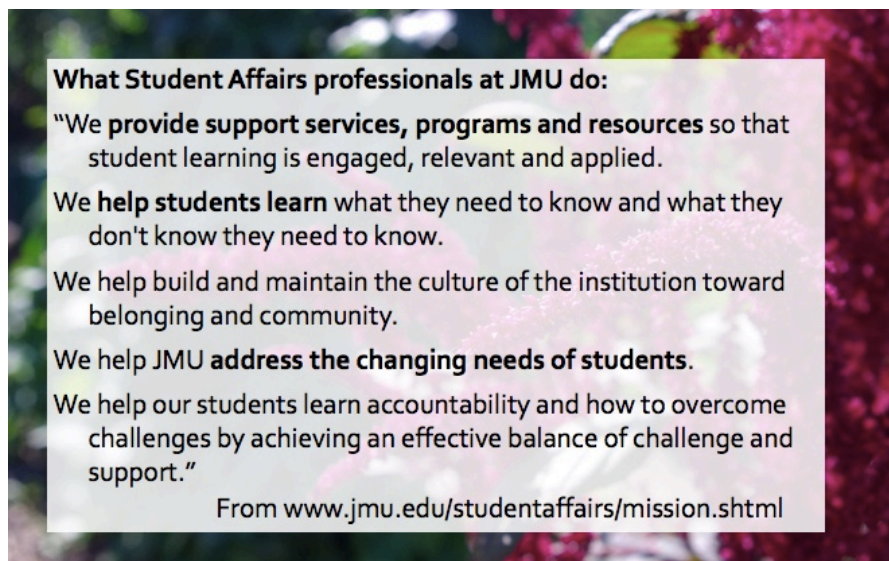 What Student Affairs professionals at JMU do:
“We provide support services, programs and resources so that
student learning is engaged, relevant and applied.
We help students learn what they need to know and what they
don't know they need to know.
We help build and maintain the culture of the institution toward
belonging and community.
We help JMU address the changing needs of students.
We help our students learn accountability and how to overcome
challenges by achieving an effective balance of challenge and
support.”
From www.jmu.edu/studentaffairs/mission.shtml